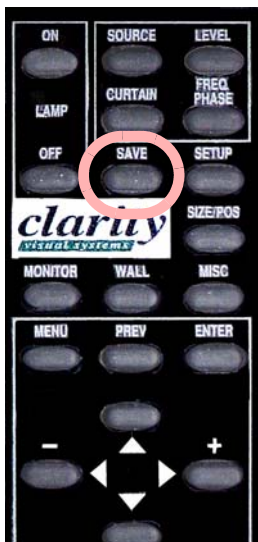 ON SOURCE LEVEL
LAMP CURTAIN FREQ
PHASE
OFF SAVE SETUP
clarity
visual systems
SIZE/POS
MONITOR WALL MISC
MENU PREV ENTER
− +